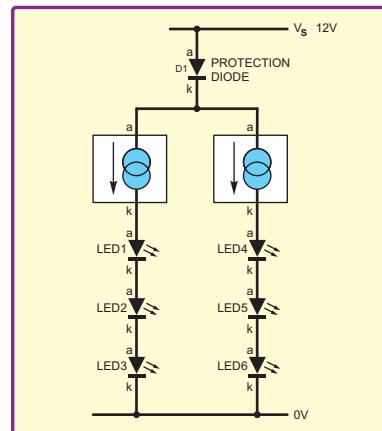 VS 12V
a
D1
PROTECTION
DIODE
k
a
a
k
k
a
a
LED1
LED4
k
k
a
a
LED2
LED5
k
k
a
a
LED3
LED6
k
k
0V